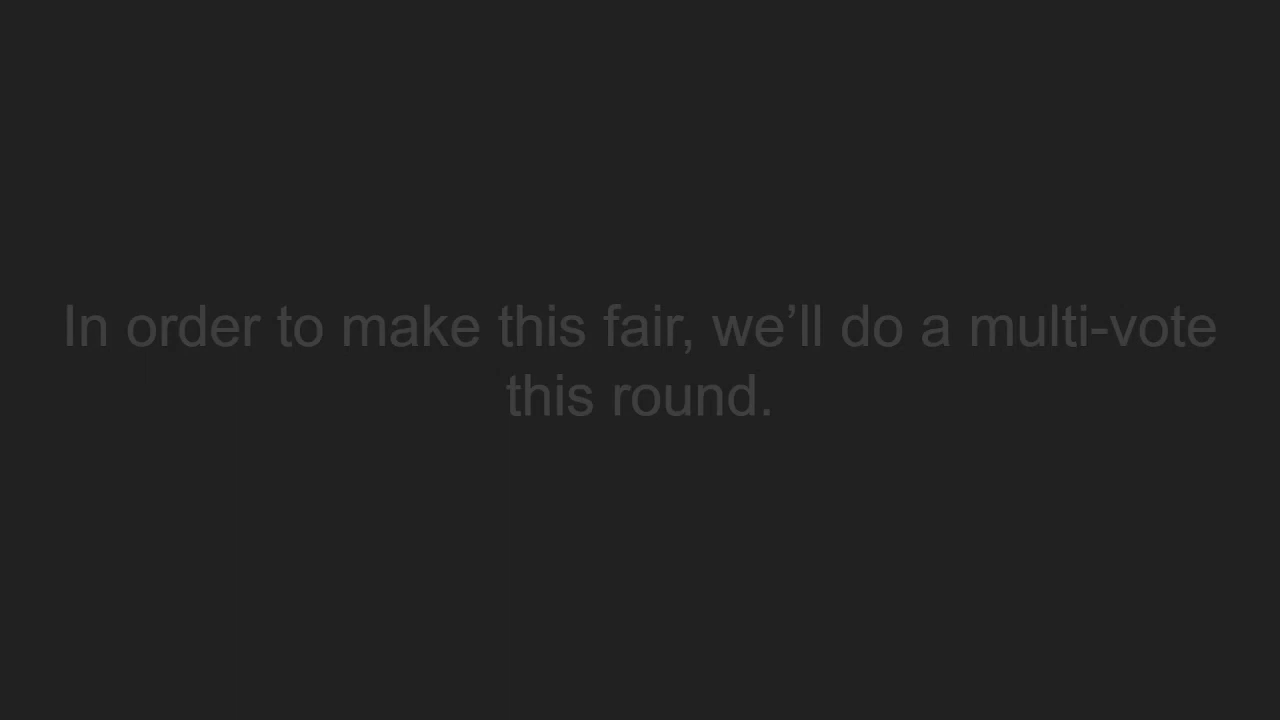 In order to make this fair, we’ll do a multi-vote
this round.